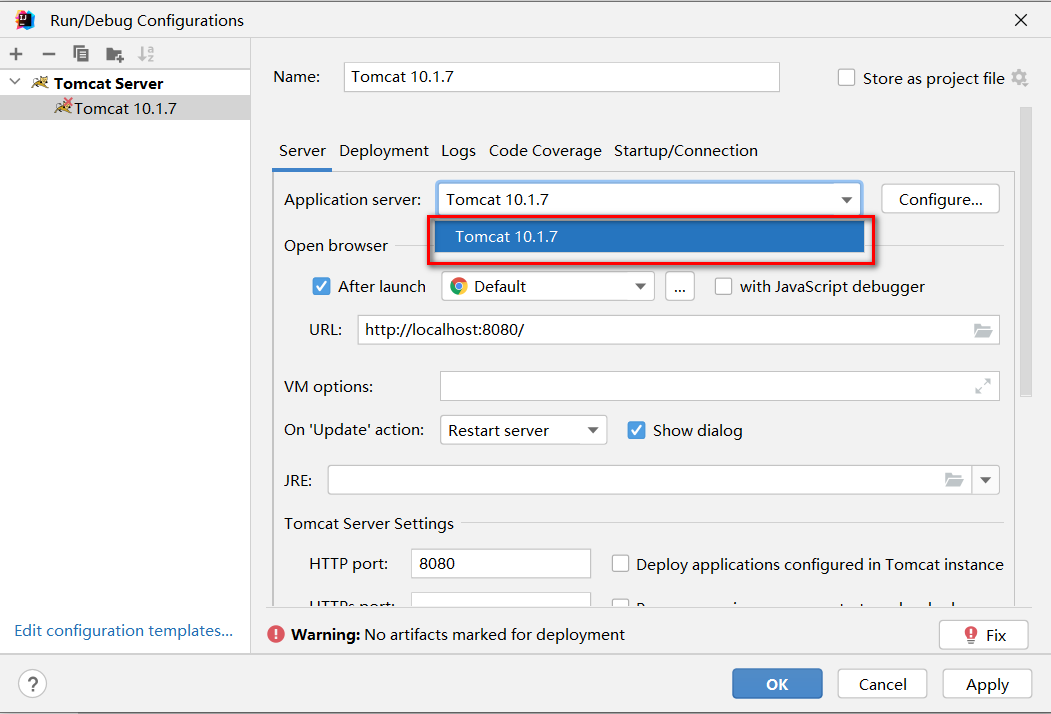 Run/Debug Configurations
Tomcat Server
Tomcat 10.1.7
Name: Tomcat 10.1.7 Store as project file
Server Deployment Logs Code Coverage Startup/Connection
Application server: Tomcat 10.1.7 Configure...
Tomcat 10.1.7
Open browser
After launch Default ... with JavaScript debugger
URL: http://localhost:8080/
VM options:
On 'Update' action: Restart server Show dialog
JRE:
Tomcat Server Settings
HTTP port: 8080 Deploy applications configured in Tomcat instance
HTTPs port:
Edit configuration templates...
Warning: No artifacts marked for deployment Fix
? OK Cancel Apply